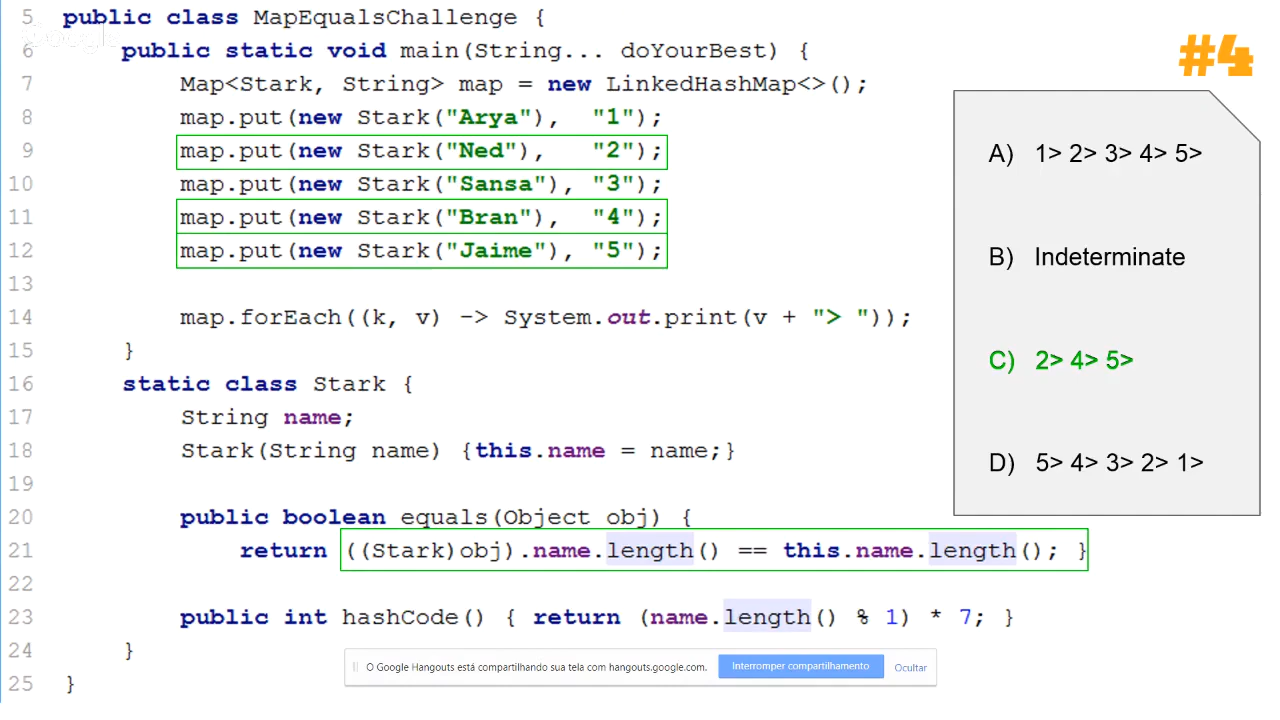 5 public class MapEqualsChallenge {
6 public static void main(String... doYourBest) {
7 Map<Stark, String> map = new LinkedHashMap<>();
8 map.put(new Stark("Arya"), "1");
9 map.put(new Stark("Ned"), "2");
10 map.put(new Stark("Sansa"), "3");
11 map.put(new Stark("Bran"), "4");
12 map.put(new Stark("Jaime"), "5");
13
14 map.forEach((k, v) -> System.out.print(v + "> "));
15 }
16 static class Stark {
17 String name;
18 Stark(String name) {this.name = name;}
19
20 public boolean equals(Object obj) {
21 return ((Stark)obj).name.length() == this.name.length(); }
22
23 public int hashCode() { return (name.length() % 1) * 7; }
24 }
25 }
Google
#4
A) 1> 2> 3> 4> 5>
B) Indeterminate
C) 2> 4> 5>
D) 5> 4> 3> 2> 1>
O Google Hangouts está compartilhando sua tela com hangouts.google.com. Interromper compartilhamento Ocultar